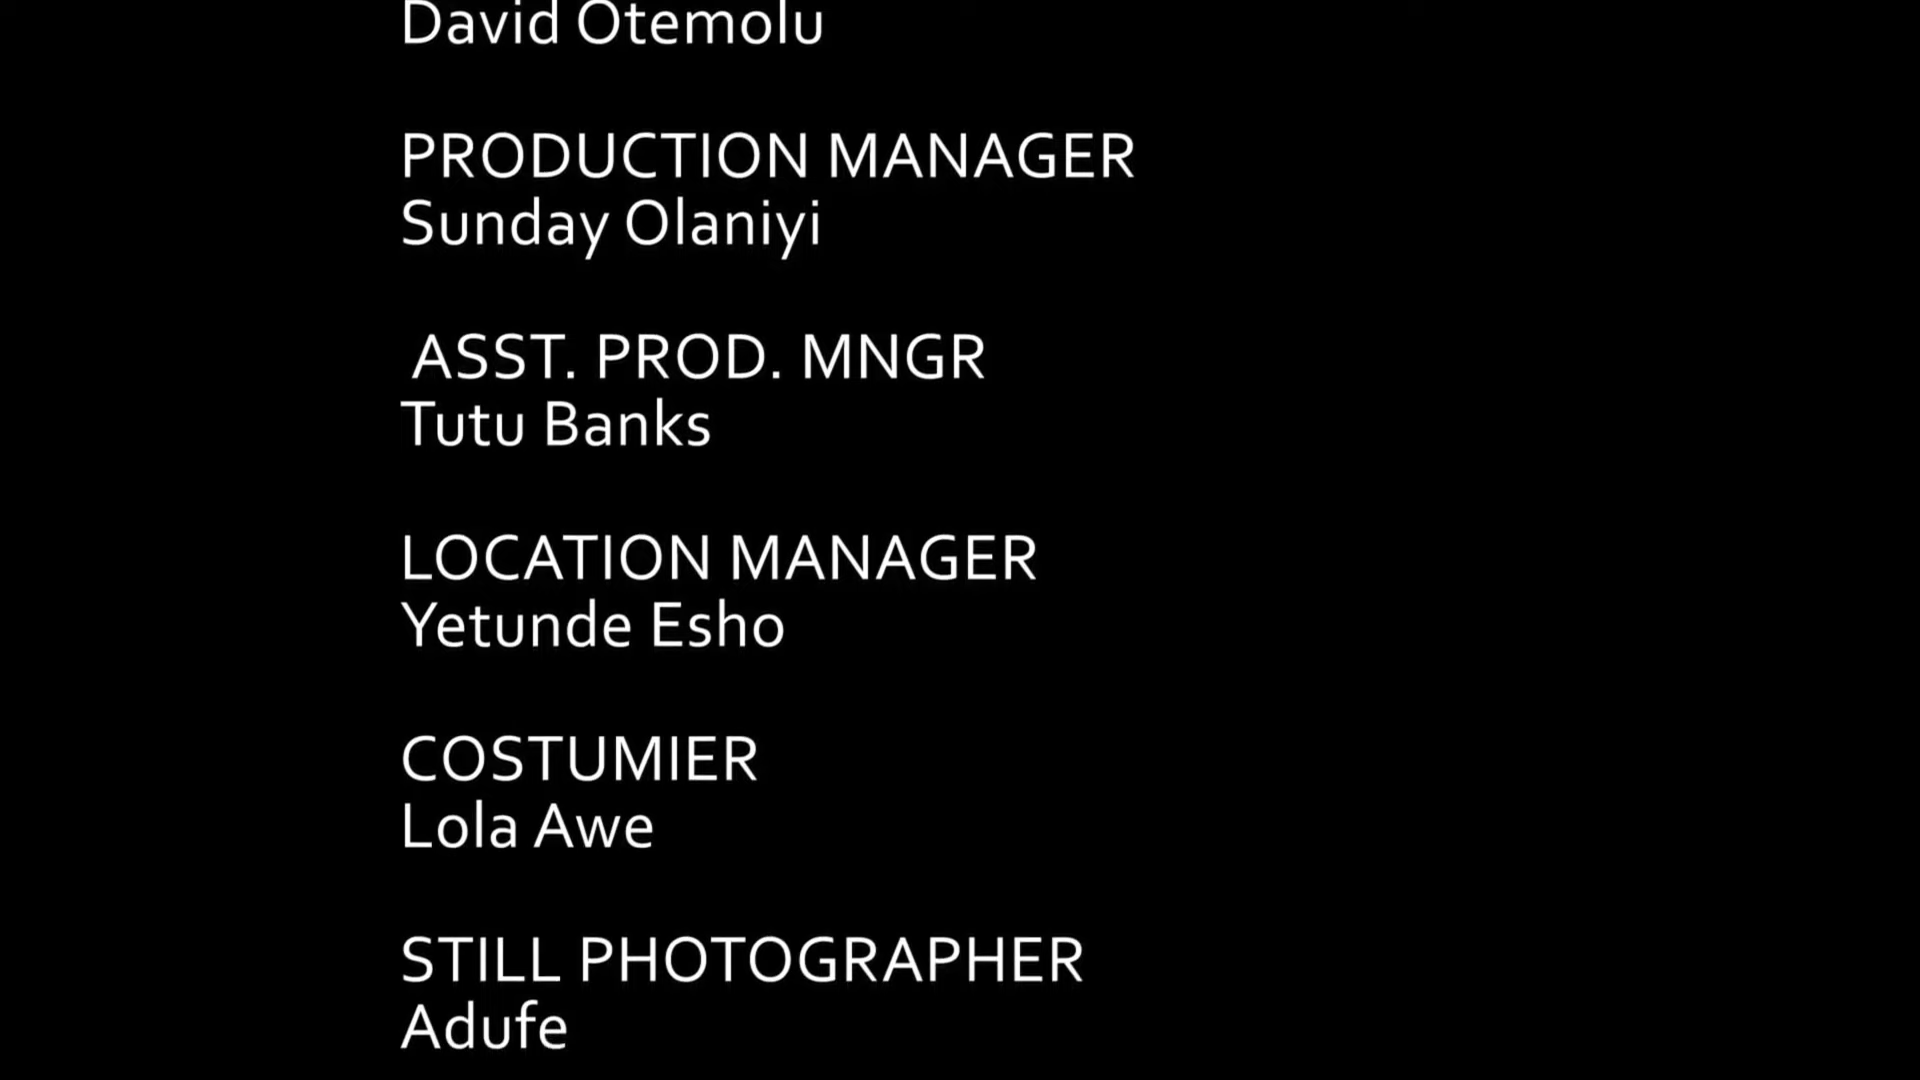 David Otemolu
PRODUCTION MANAGER
Sunday Olaniyi
ASST. PROD. MNGR
Tutu Banks
LOCATION MANAGER
Yetunde Esho
COSTUMIER
Lola Awe
STILL PHOTOGRAPHER
Adufe